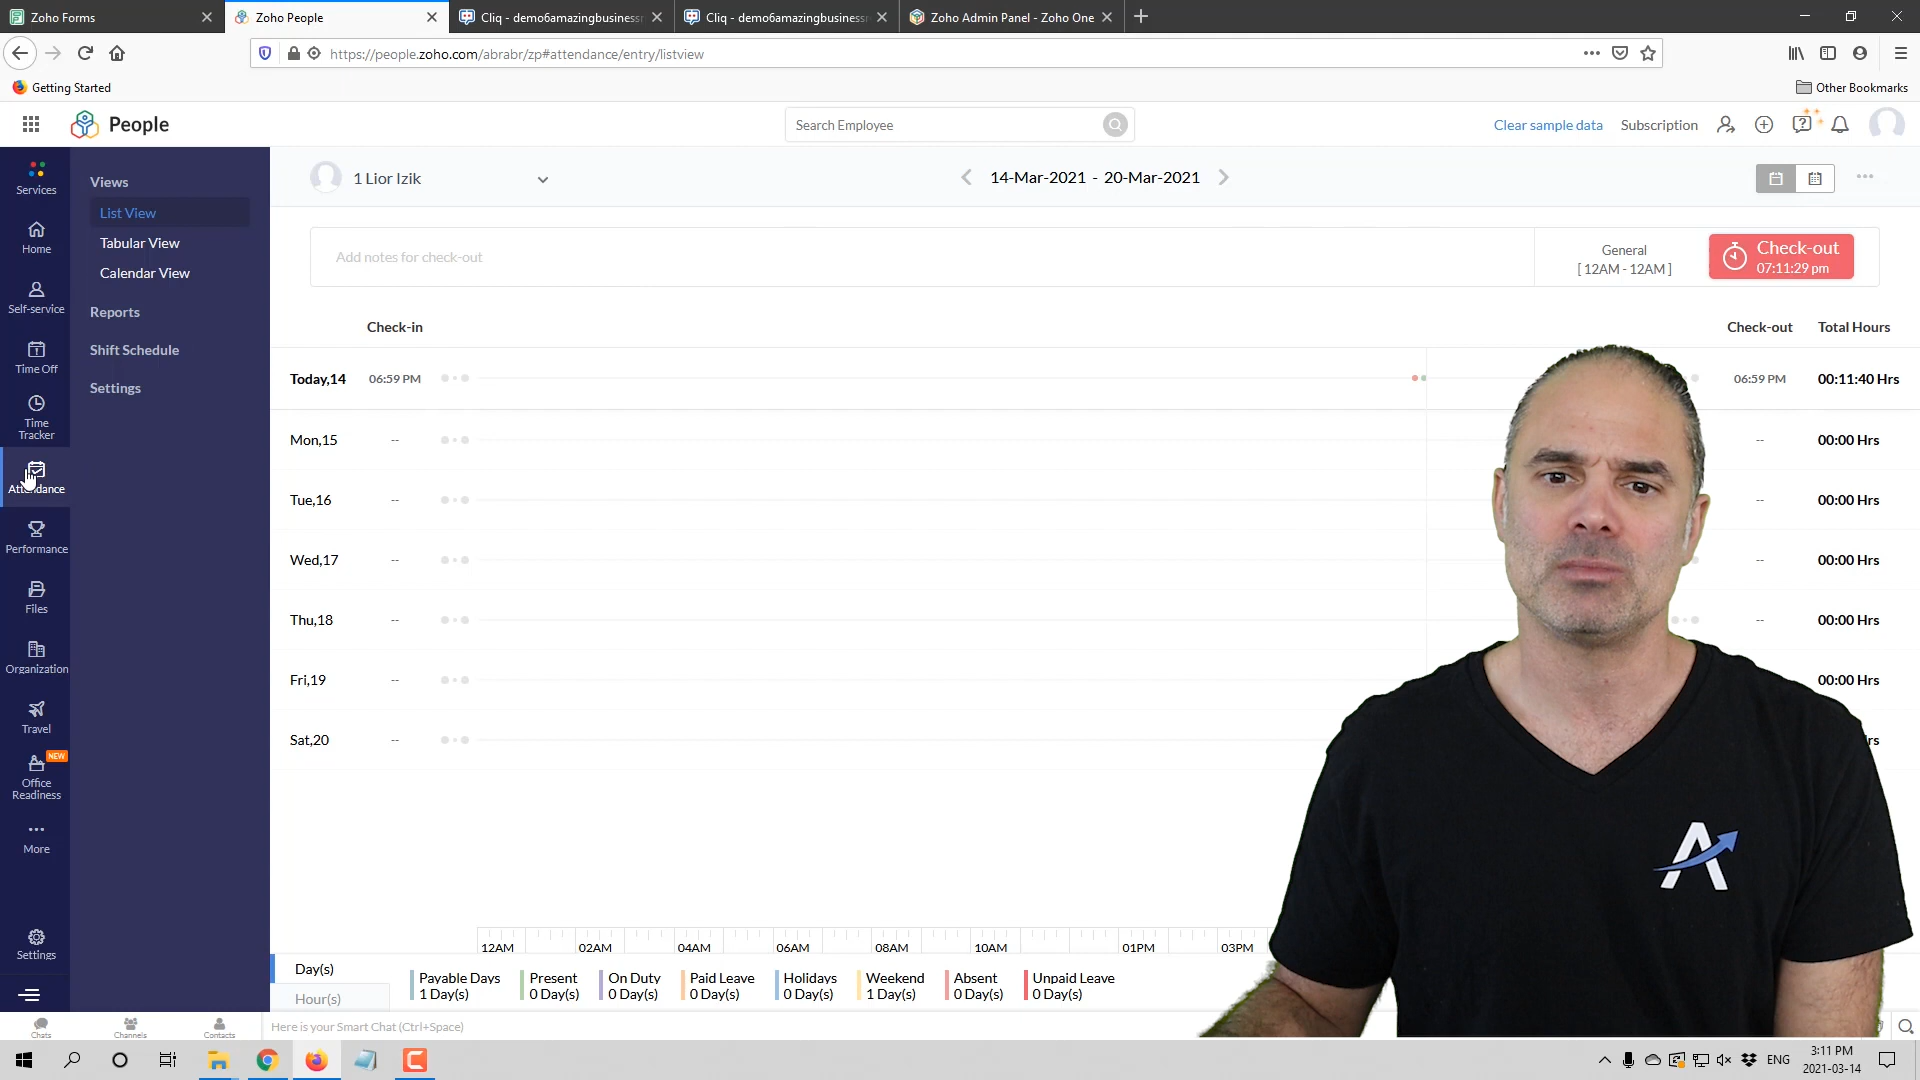 Zoho Forms
Zoho People
Cliq - demo6amazingbusiness
Cliq - demo6amazingbusiness
Zoho Admin Panel - Zoho One
https://people.zoho.com/abrabr/zp#attendance/entry/listview
Getting Started
Other Bookmarks
People
Search Employee
Clear sample data
Subscription
Services
Home
Self-service
Time Off
Time
Tracker
Attendance
Performance
Files
Organization
Travel
NEW
Office
Readiness
More
Settings
Views
List View
Tabular View
Calendar View
Reports
Shift Schedule
Settings
1 Lior Izik
14-Mar-2021 - 20-Mar-2021
Add notes for check-out
General
[ 12AM - 12AM ]
Check-out
07:11:29 pm
Check-in Check-out Total Hours
Today,14 06:59 PM 06:59 PM 00:11:40 Hrs
Mon,15 -- -- 00:00 Hrs
Tue,16 -- -- 00:00 Hrs
Wed,17 -- -- 00:00 Hrs
Thu,18 -- -- 00:00 Hrs
Fri,19 -- 00:00 Hrs
Sat,20 -- rs
12AM 02AM 04AM 06AM 08AM 10AM 01PM 03PM
Day(s)
Hour(s)
Payable Days
1 Day(s)
Present
0 Day(s)
On Duty
0 Day(s)
Paid Leave
0 Day(s)
Holidays
0 Day(s)
Weekend
1 Day(s)
Absent
0 Day(s)
Unpaid Leave
0 Day(s)
Chats
Channels
Contacts
Here is your Smart Chat (Ctrl+Space)
ENG
3:11 PM
2021-03-14